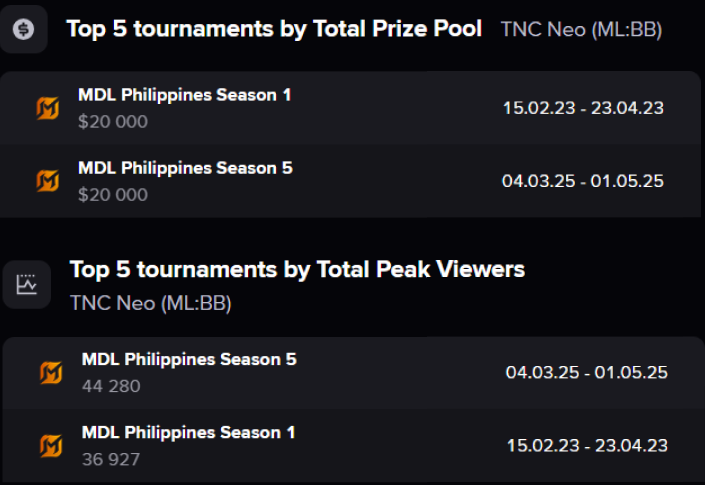 Top 5 tournaments by Total Prize Pool TNC Neo (ML:BB)
MDL Philippines Season 1
$20 000
15.02.23 - 23.04.23
MDL Philippines Season 5
$20 000
04.03.25 - 01.05.25
Top 5 tournaments by Total Peak Viewers
TNC Neo (ML:BB)
MDL Philippines Season 5
44 280
04.03.25 - 01.05.25
MDL Philippines Season 1
36 927
15.02.23 - 23.04.23